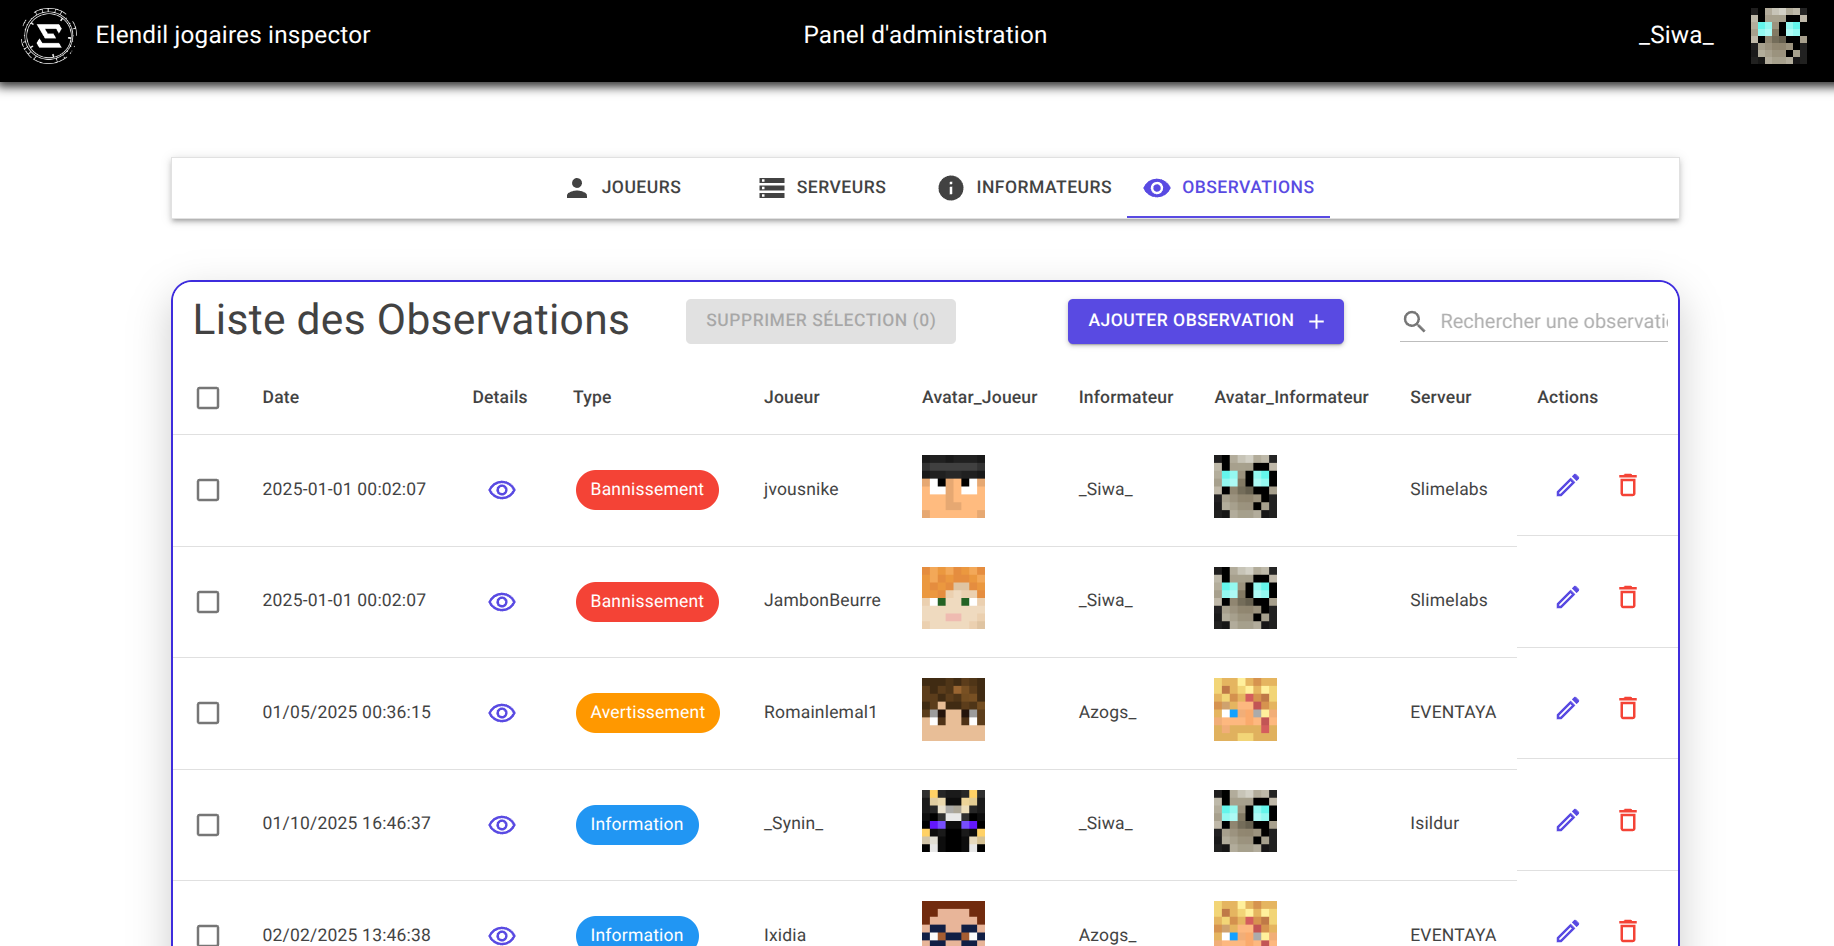 Elendil jogaires inspector
Panel d'administration
_Siwa_
JOUEURS
SERVEURS
INFORMATEURS
OBSERVATIONS
Liste des Observations
SUPPRIMER SÉLECTION (0)
AJOUTER OBSERVATION +
Rechercher une observati
Date Details Type Joueur Avatar_Joueur Informateur Avatar_Informateur Serveur Actions
2025-01-01 00:02:07 Bannissement jvousnike _Siwa_ Slimelabs
2025-01-01 00:02:07 Bannissement JambonBeurre _Siwa_ Slimelabs
01/05/2025 00:36:15 Avertissement Romainlemal1 Azogs_ EVENTAYA
01/10/2025 16:46:37 Information _Synin_ _Siwa_ Isildur
02/02/2025 13:46:38 Information Ixidia Azogs_ EVENTAYA